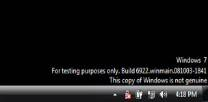 Windows 7
For testing purposes only. Build 6922.winmain.081003-1841
This copy of Windows is not genuine
4:18 PM